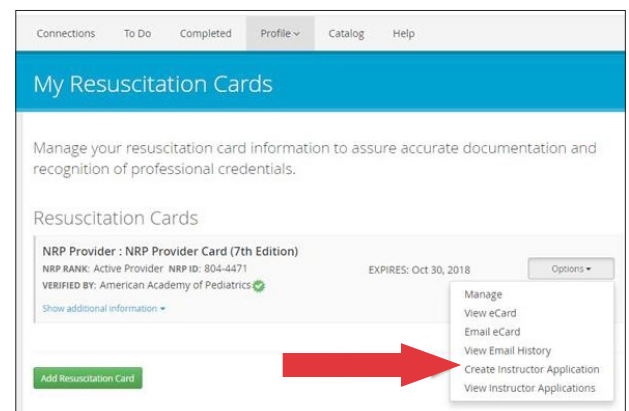 Connections To Do Completed Profile Catalog Help
My Resuscitation Cards
Manage your resuscitation card information to assure accurate documentation and
recognition of professional credentials.
Resuscitation Cards
NRP Provider : NRP Provider Card (7th Edition)
NRP RANK: Active Provider NRP ID: 804-4471
VERIFIED BY: American Academy of Pediatrics
Show additional information
EXPIRES: Oct 30, 2018
Options
Manage
View eCard
Email eCard
View Email History
Create Instructor Application
View Instructor Applications
Add Resuscitation Card